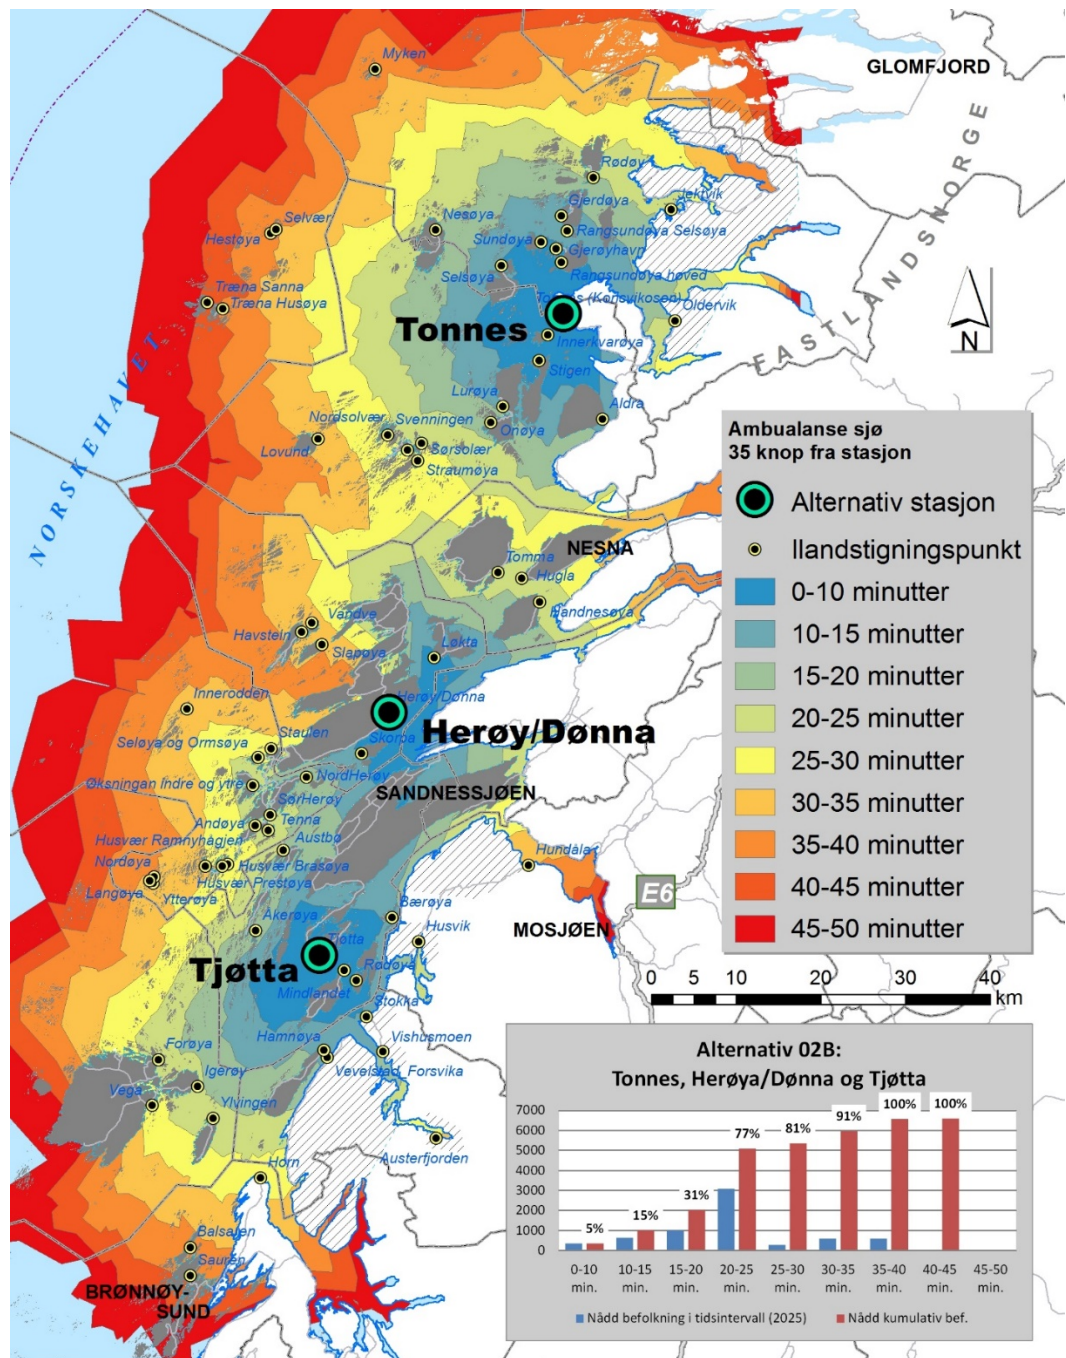 Myken
GLOMFJORD
Rødøy
Selvær
Hestøya
Nesøya
Gjerdøya
Jektvik
Rangsundøya Selsøya
Sundøya
Gjerøyhavn
Selsøya
Rangsundøya hoved
Træna Sanna
Træna Husøya
Tonnes (Konsvikosen)
Oldervik
Tonnes
FASTLANDSNORGE
N
NORSKEHAVET
Innerkvarøya
Stigen
Lurøya
Aldra
Onøya
Nordsolvær
Svenningen
Lovund
Sørsolær
Straumøya
Ambualanse sjø
35 knop fra stasjon
Alternativ stasjon
Ilandstigningspunkt
0-10 minutter
10-15 minutter
15-20 minutter
20-25 minutter
25-30 minutter
30-35 minutter
35-40 minutter
40-45 minutter
45-50 minutter
NESNA
Tomma
Hugla
Handnesøya
Vandve
Havstein
Slapøya
Løkta
Innerodden
Herøy/Dønna
Herøy/Dønna
Skorpa
Staulen
Seløya og Ormsøya
NordHerøy
Øksningan Indre og ytre
SANDNESSJØEN
SørHerøy
Tenna
Andøya
Husvær Ramnyhagjen
Austbø
Nordøya
Husvær Brasøya
Husvær Prestøya
Langøya
Ytterøya
Hundåla
E6
MOSJØEN
Bærøya
Akerøya
Husvik
Tjøtta
Tjøtta
Rødøya
Mindlandet
Stokka
0 5 10 20 30 40
km
Hamnøya
Vishusmoen
Forøya
Vevelstad
Forsvika
Igerøy
Vega
Ylvingen
Austerfjorden
Horn
Balsøyen
Sauren
BRØNNØY-
SUND
Alternativ 02B:
Tonnes, Herøya/Dønna og Tjøtta
7000
6000
5000
4000
3000
2000
1000
0
5%
15%
31%
77%
81%
91%
100%
100%
0-10 10-15 15-20 20-25 25-30 30-35 35-40 40-45 45-50
min. min. min. min. min. min. min. min. min.
Nådd befolkning i tidsintervall (2025)
Nådd kumulativ bef.